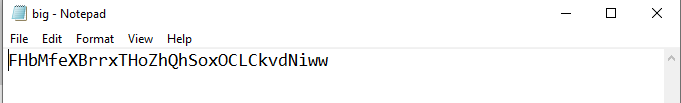 big - Notepad
File Edit Format View Help
FHbMfeXBrrxTHoZhQhSoxOCLCkvdNiww